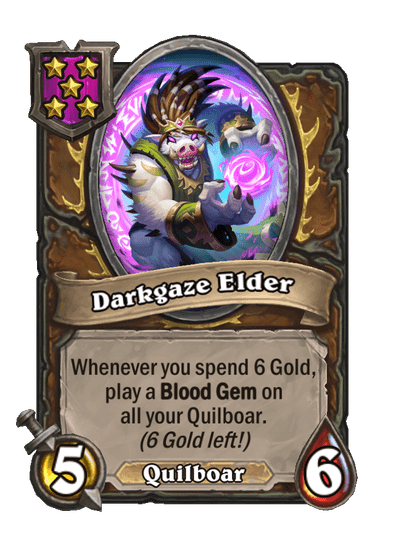 Darkgaze Elder
Whenever you spend 6 Gold,
play a Blood Gem on
all your Quilboar.
(6 Gold left!)
5
Quilboar
6